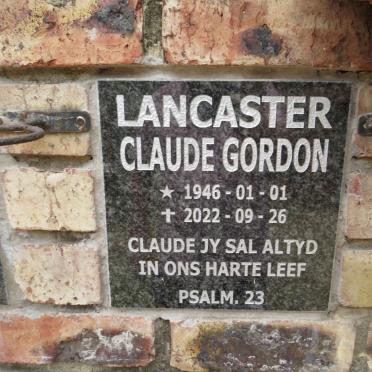 LANCASTER
CLAUDE GORDON
★ 1946 - 01 - 01
✝ 2022 - 09 - 26
CLAUDE JY SAL ALTYD
IN ONS HARTE LEEF
PSALM. 23